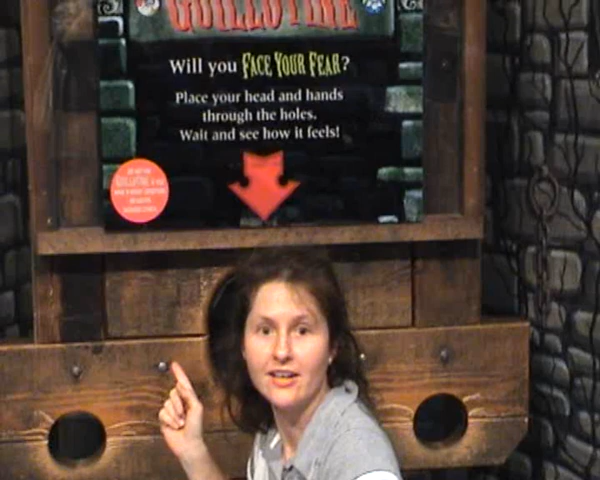 GUILLOTINE
Will you FACE YOUR FEAR?
Place your head and hands
through the holes.
Wait and see how it feels!
GUILLOTINE